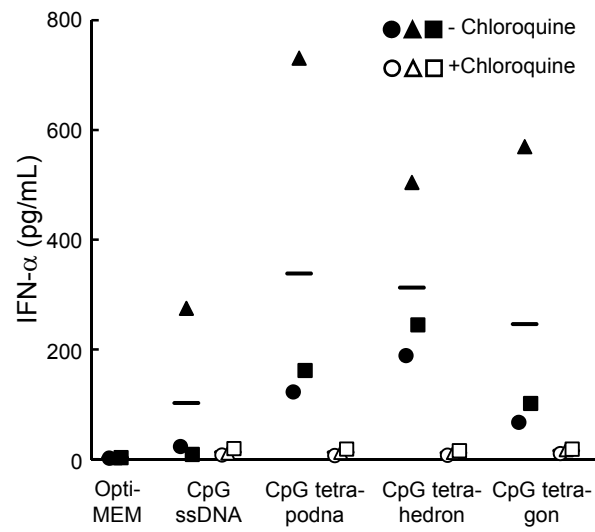 800
600
400
200
0
IFN-α (pg/mL)
- Chloroquine
+Chloroquine
Opti-
MEM
CpG
ssDNA
CpG tetra-
podna
CpG tetra-
hedron
CpG tetra-
gon